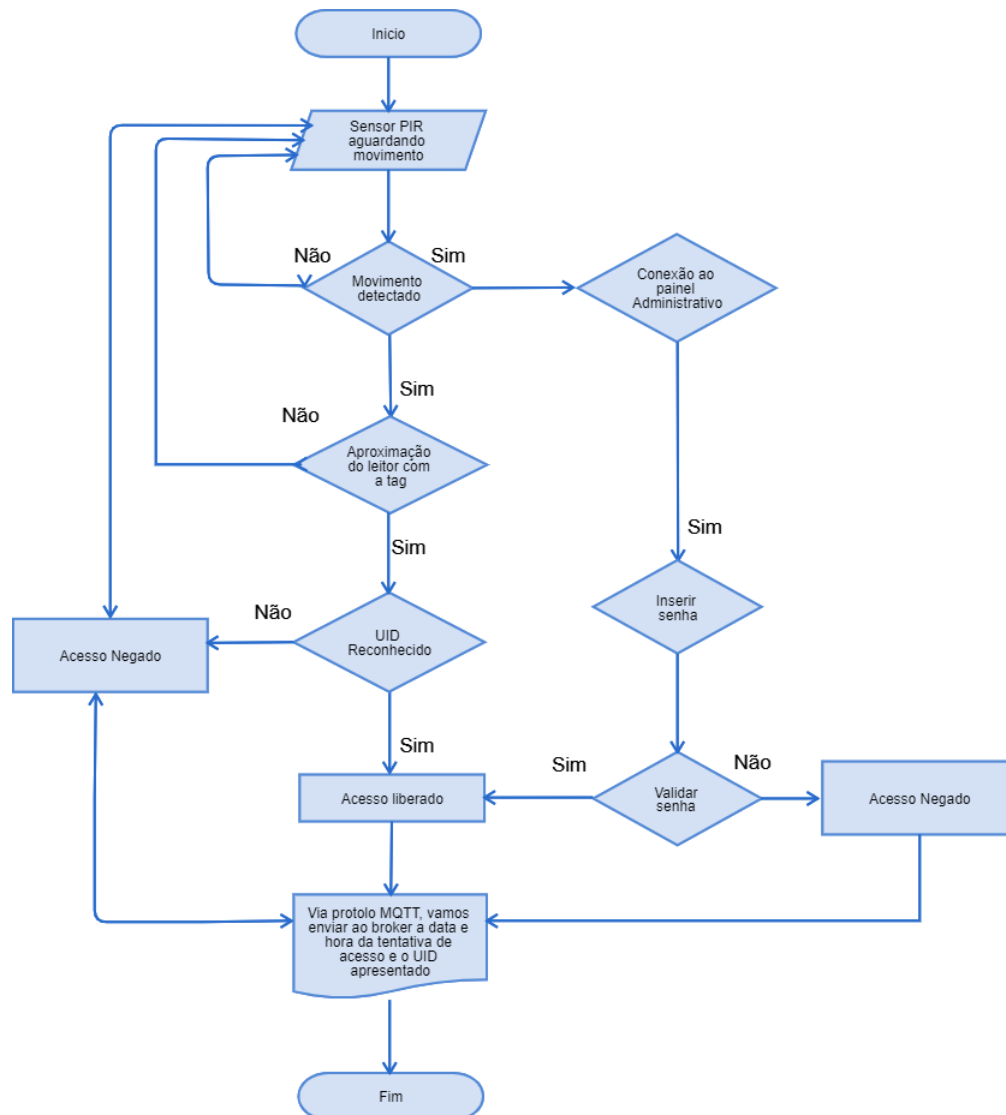 Inicio
Sensor PIR
aguardando
movimento
Não
Sim
Movimento
detectado
Conexão ao
painel
Administrativo
Sim
Não
Aproximação
do leitor com
a tag
Sim
Sim
Inserir
senha
Não
UID
Reconhecido
Acesso Negado
Sim
Sim
Não
Acesso liberado
Validar
senha
Acesso Negado
Via protolo MQTT, vamos
enviar ao broker a data e
hora da tentativa de
acesso e o UID
apresentado
Fim